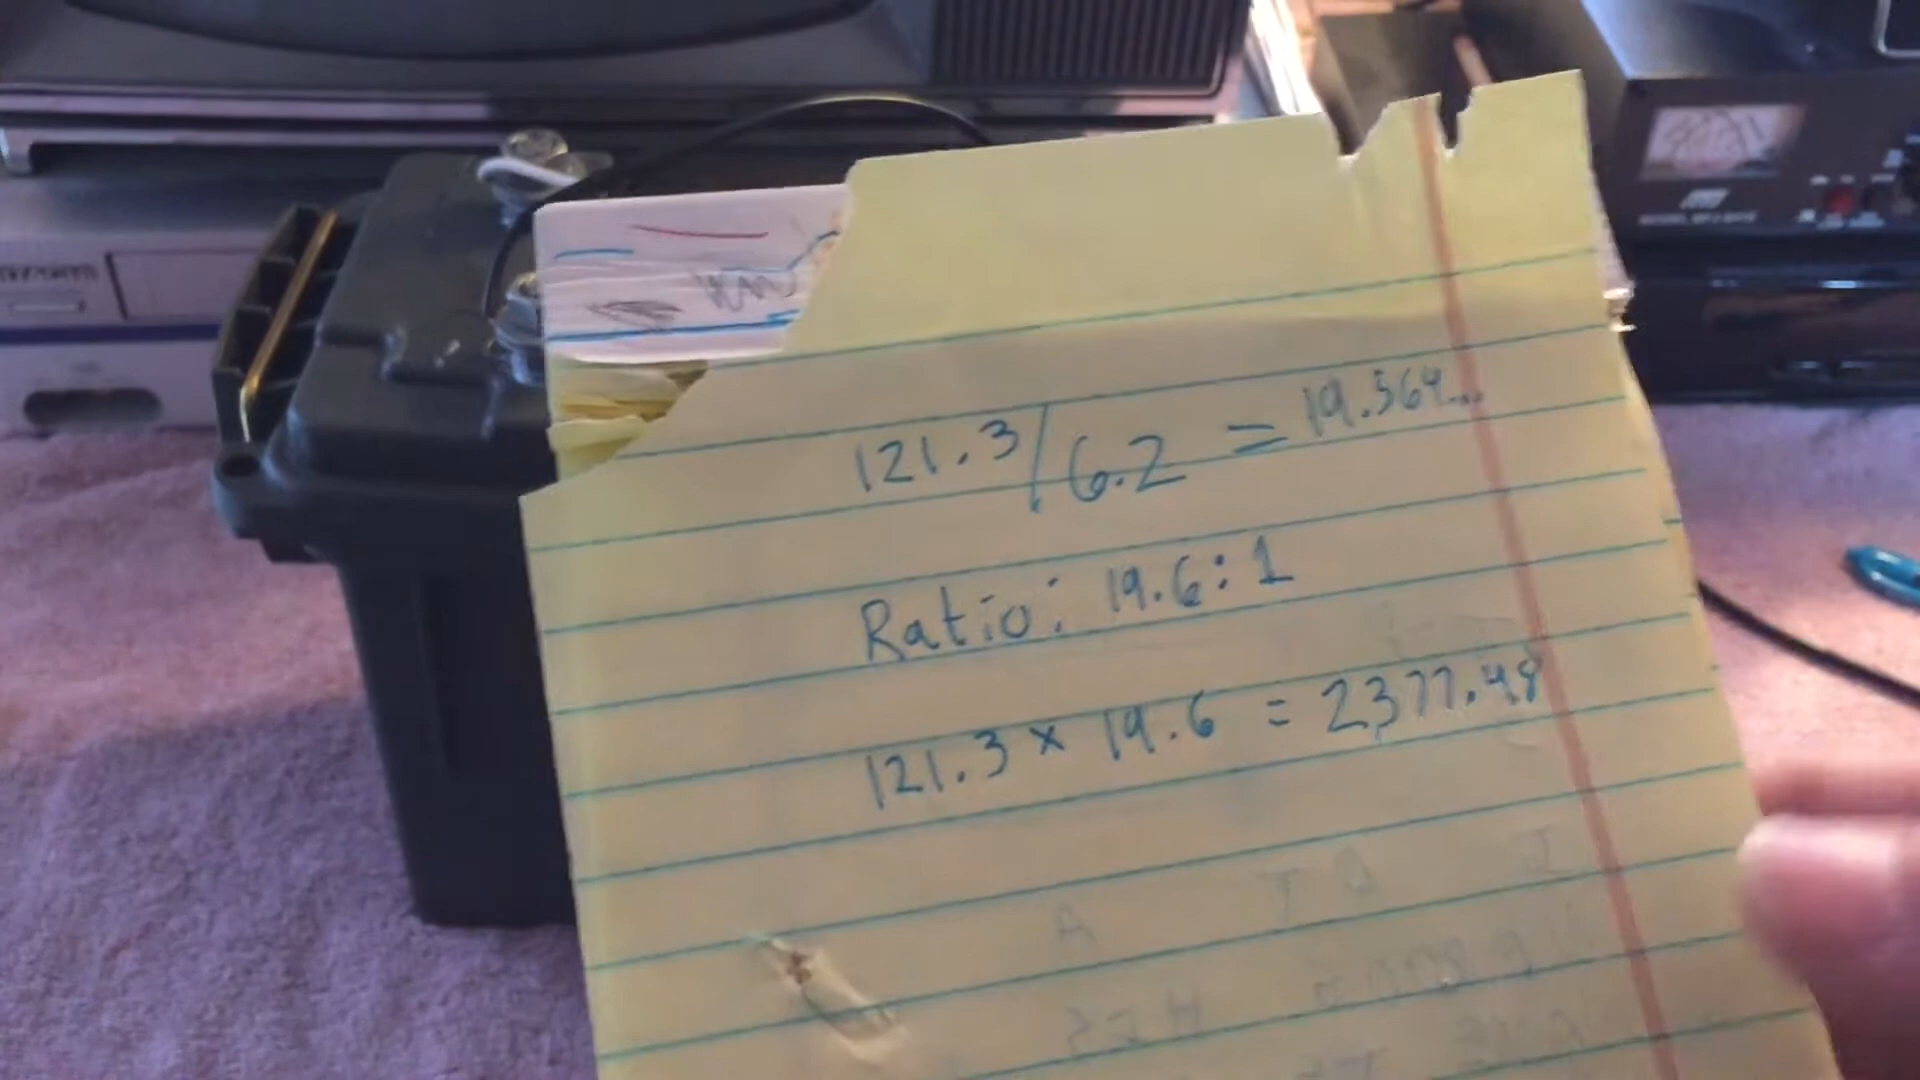 121.3/6.2 = 19.564...
Ratio: 19.6:1
121.3 x 19.6 = 2377.48